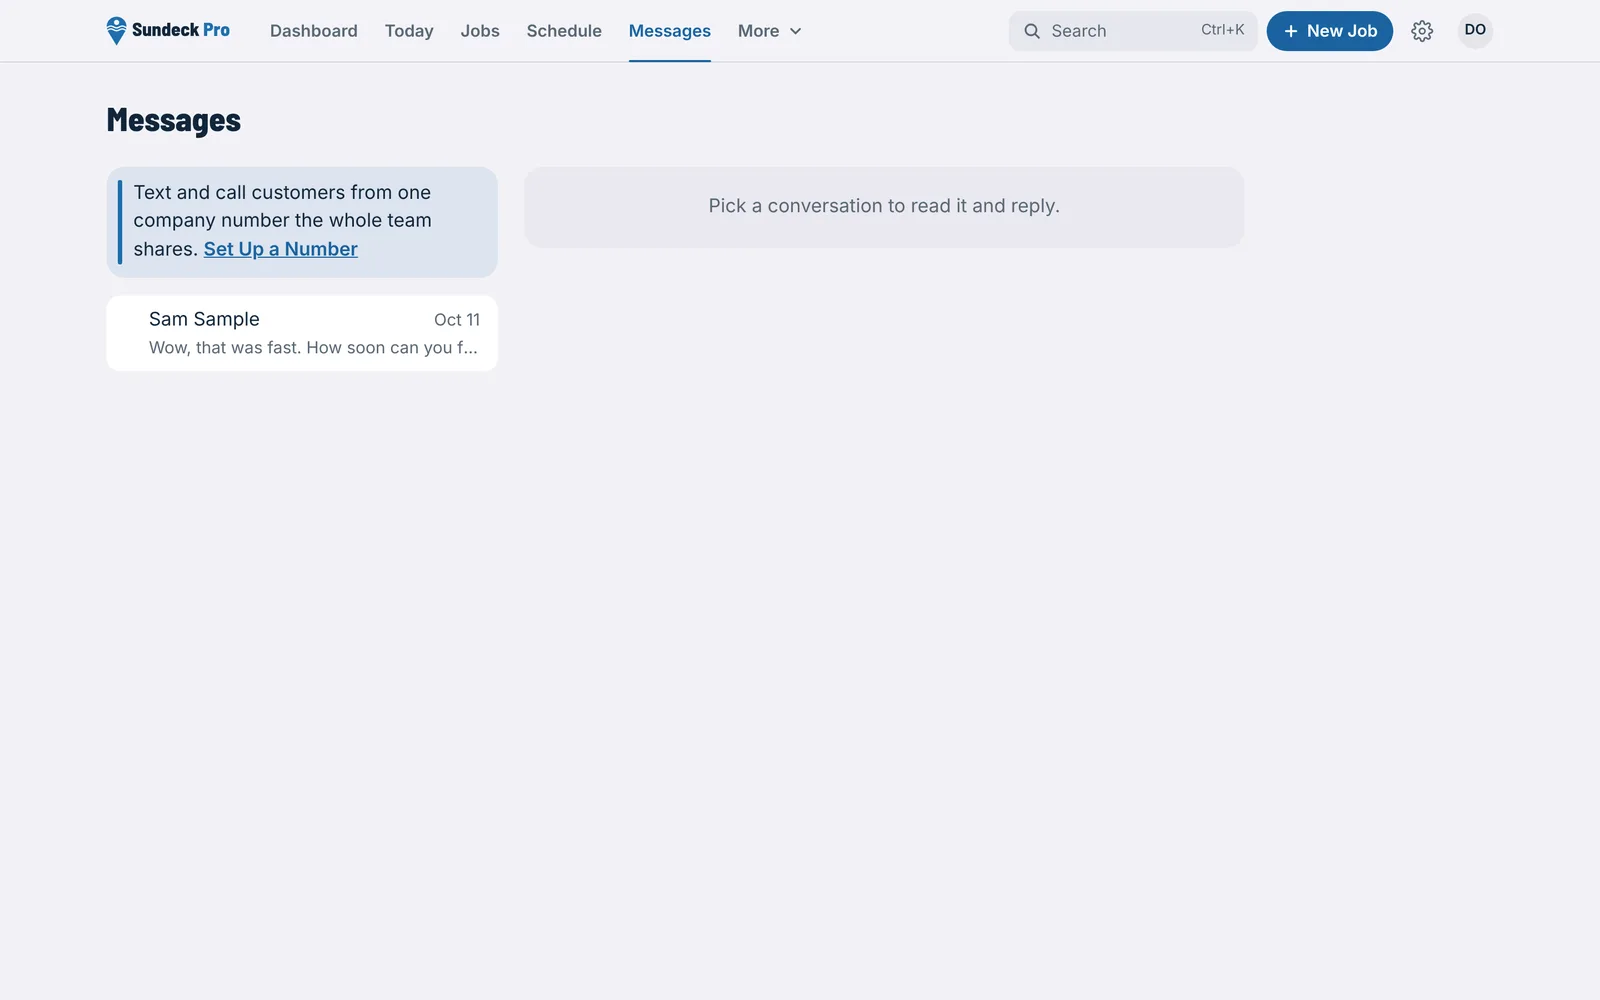 Sundeck Pro
Dashboard
Today
Jobs
Schedule
Messages
More
Search
Ctrl+K
+ New Job
DO
Messages
Text and call customers from one
company number the whole team
shares. Set Up a Number
Pick a conversation to read it and reply.
Sam Sample
Oct 11
Wow, that was fast. How soon can you f...